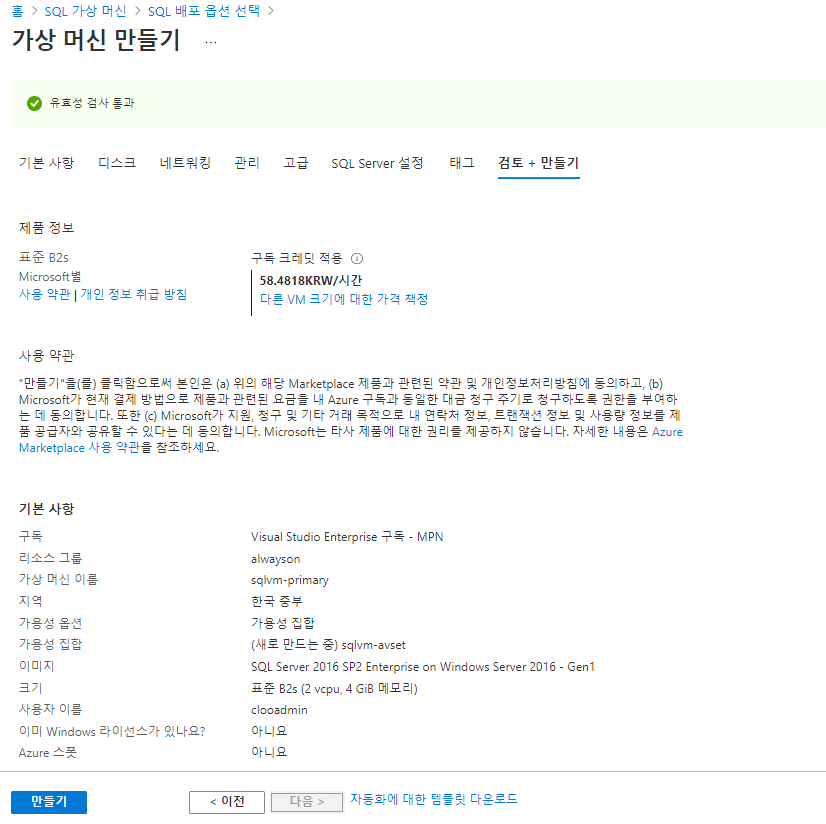 홈 > SQL 가상 머신 > SQL 배포 옵션 선택 >
가상 머신 만들기 ...
유효성 검사 통과
기본 사항 디스크 네트워킹 관리 고급 SQL Server 설정 태그 검토 + 만들기
제품 정보
표준 B2s
Microsoft별
사용 약관 | 개인 정보 취급 방침
구독 크레딧 적용
58.4818KRW/시간
다른 VM 크기에 대한 가격 책정
사용 약관
"만들기"을(를) 클릭함으로써 본인은 (a) 위의 해당 Marketplace 제품과 관련된 약관 및 개인정보처리방침에 동의하고, (b)
Microsoft가 현재 결제 방법으로 제품과 관련된 요금을 내 Azure 구독과 동일한 대금 청구 주기로 청구하도록 권한을 부여하
는 데 동의합니다. 또한 (c) Microsoft가 지원, 청구 및 기타 거래 목적으로 내 연락처 정보, 트랜잭션 정보 및 사용량 정보를 제
품 공급자와 공유할 수 있다는 데 동의합니다. Microsoft는 타사 제품에 대한 권리를 제공하지 않습니다. 자세한 내용은 Azure
Marketplace 사용 약관을 참조하세요.
기본 사항
구독 Visual Studio Enterprise 구독 - MPN
리소스 그룹 alwayson
가상 머신 이름 sqlvm-primary
지역 한국 중부
가용성 옵션 가용성 집합
가용성 집합 (새로 만드는 중) sqlvm-avset
이미지 SQL Server 2016 SP2 Enterprise on Windows Server 2016 - Gen1
크기 표준 B2s (2 vcpu, 4 GiB 메모리)
사용자 이름 clooadmin
이미 Windows 라이선스가 있나요? 아니요
Azure 스폿 아니요
만들기 < 이전 다음 > 자동화에 대한 템플릿 다운로드